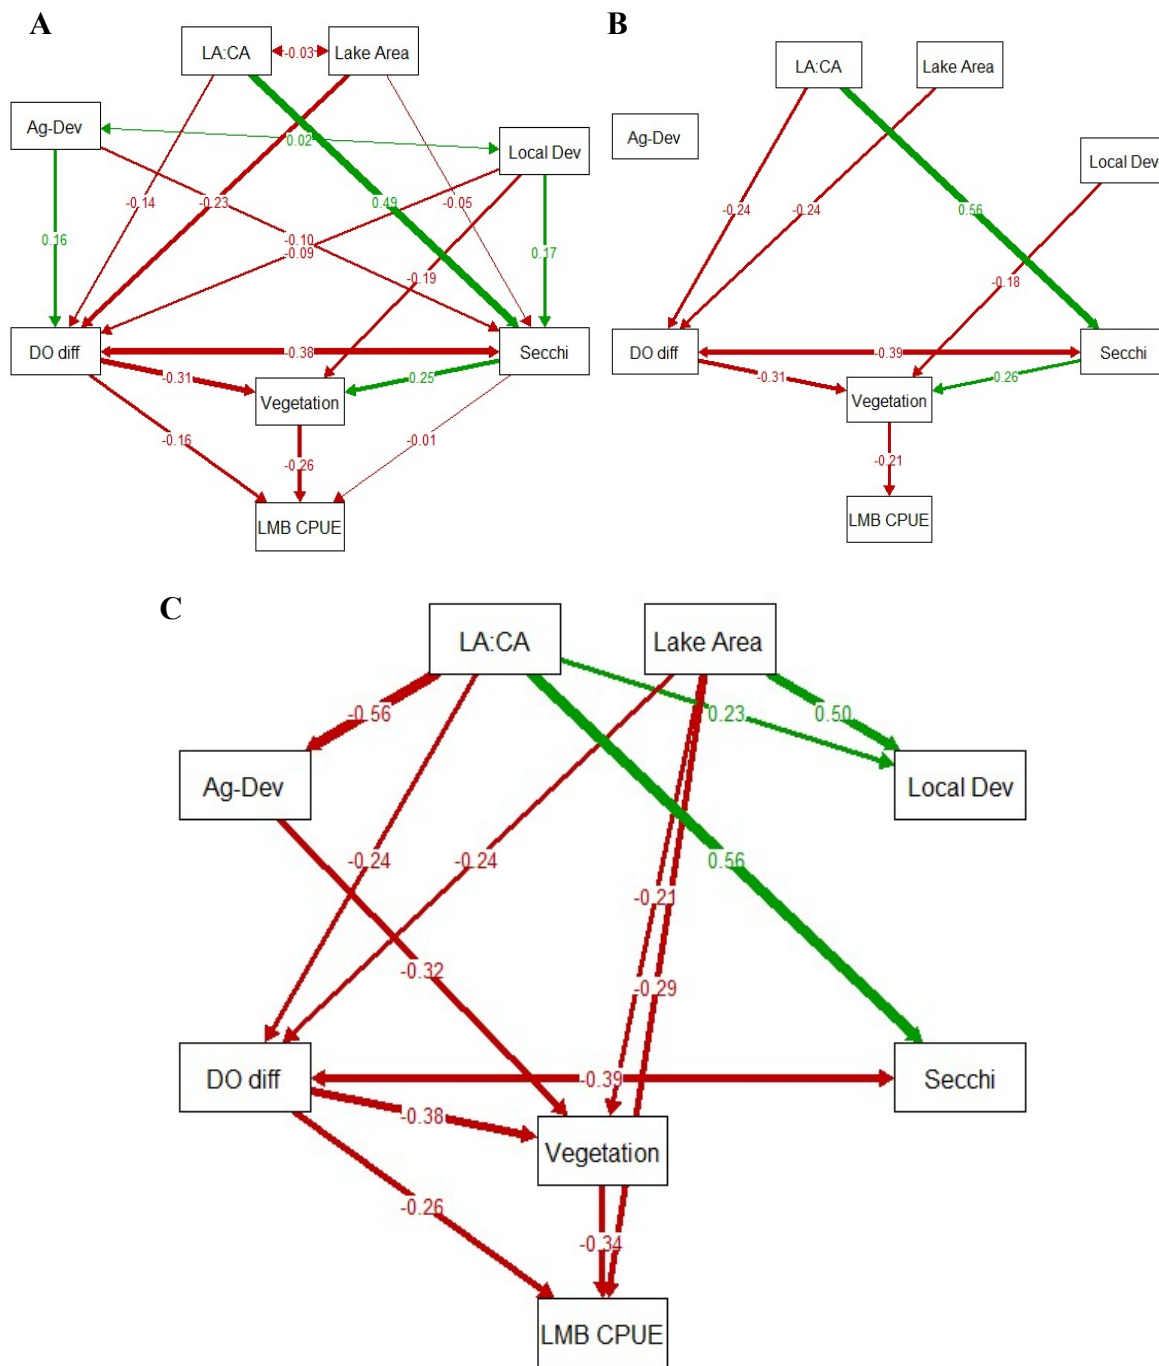 A
LA:CA
-0.03
Lake Area
Ag-Dev
0.02
Local Dev
-0.14
-0.23
0.49
-0.05
0.16
-0.10
-0.09
0.17
-0.19
DO diff
-0.38
Secchi
-0.31
0.25
Vegetation
-0.16
-0.26
-0.01
LMB CPUE
B
LA:CA
Lake Area
Ag-Dev
Local Dev
-0.24
-0.24
0.56
-0.18
DO diff
-0.39
Secchi
-0.31
0.26
Vegetation
-0.21
LMB CPUE
C
LA:CA
Lake Area
-0.56
0.23
0.50
Ag-Dev
Local Dev
-0.24
-0.24
0.56
-0.21
-0.32
-0.29
DO diff
-0.39
Secchi
-0.38
Vegetation
-0.26
-0.34
LMB CPUE